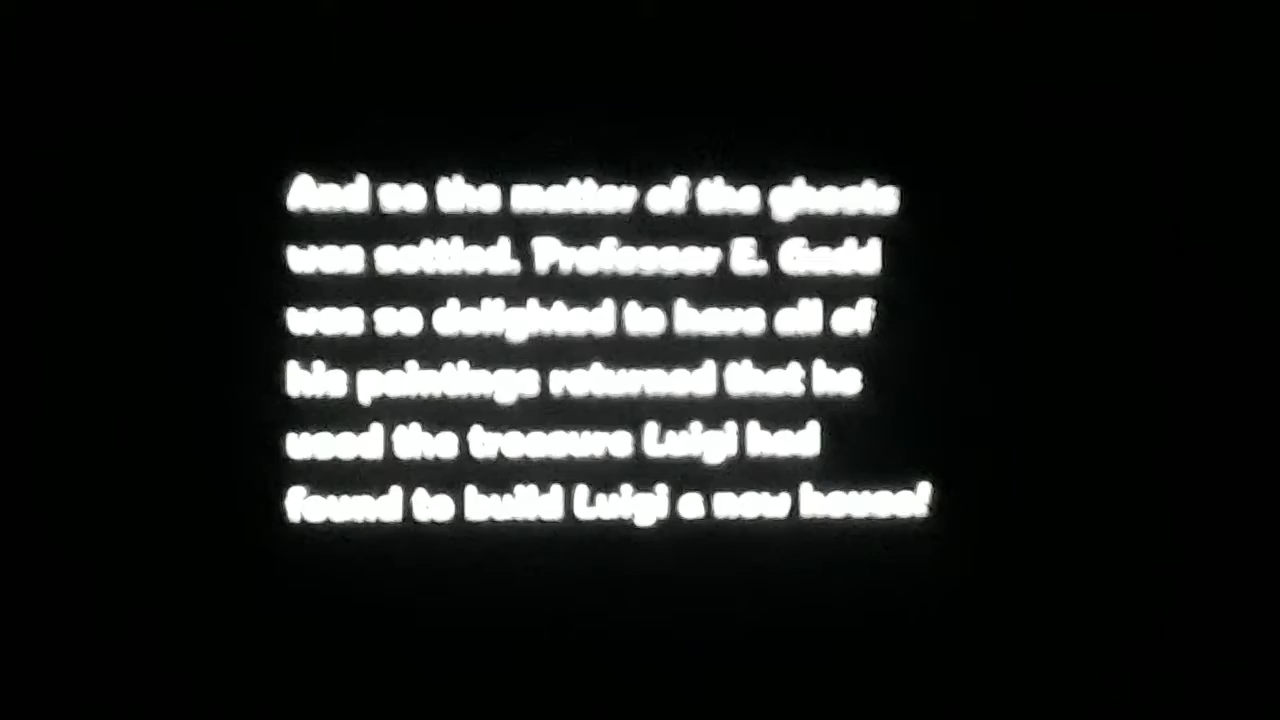 And so the matter of the ghosts
was settled. Professor E. Gadd
was so delighted to have all of
his paintings returned that he
used the treasure Luigi had
found to build Luigi a new house!